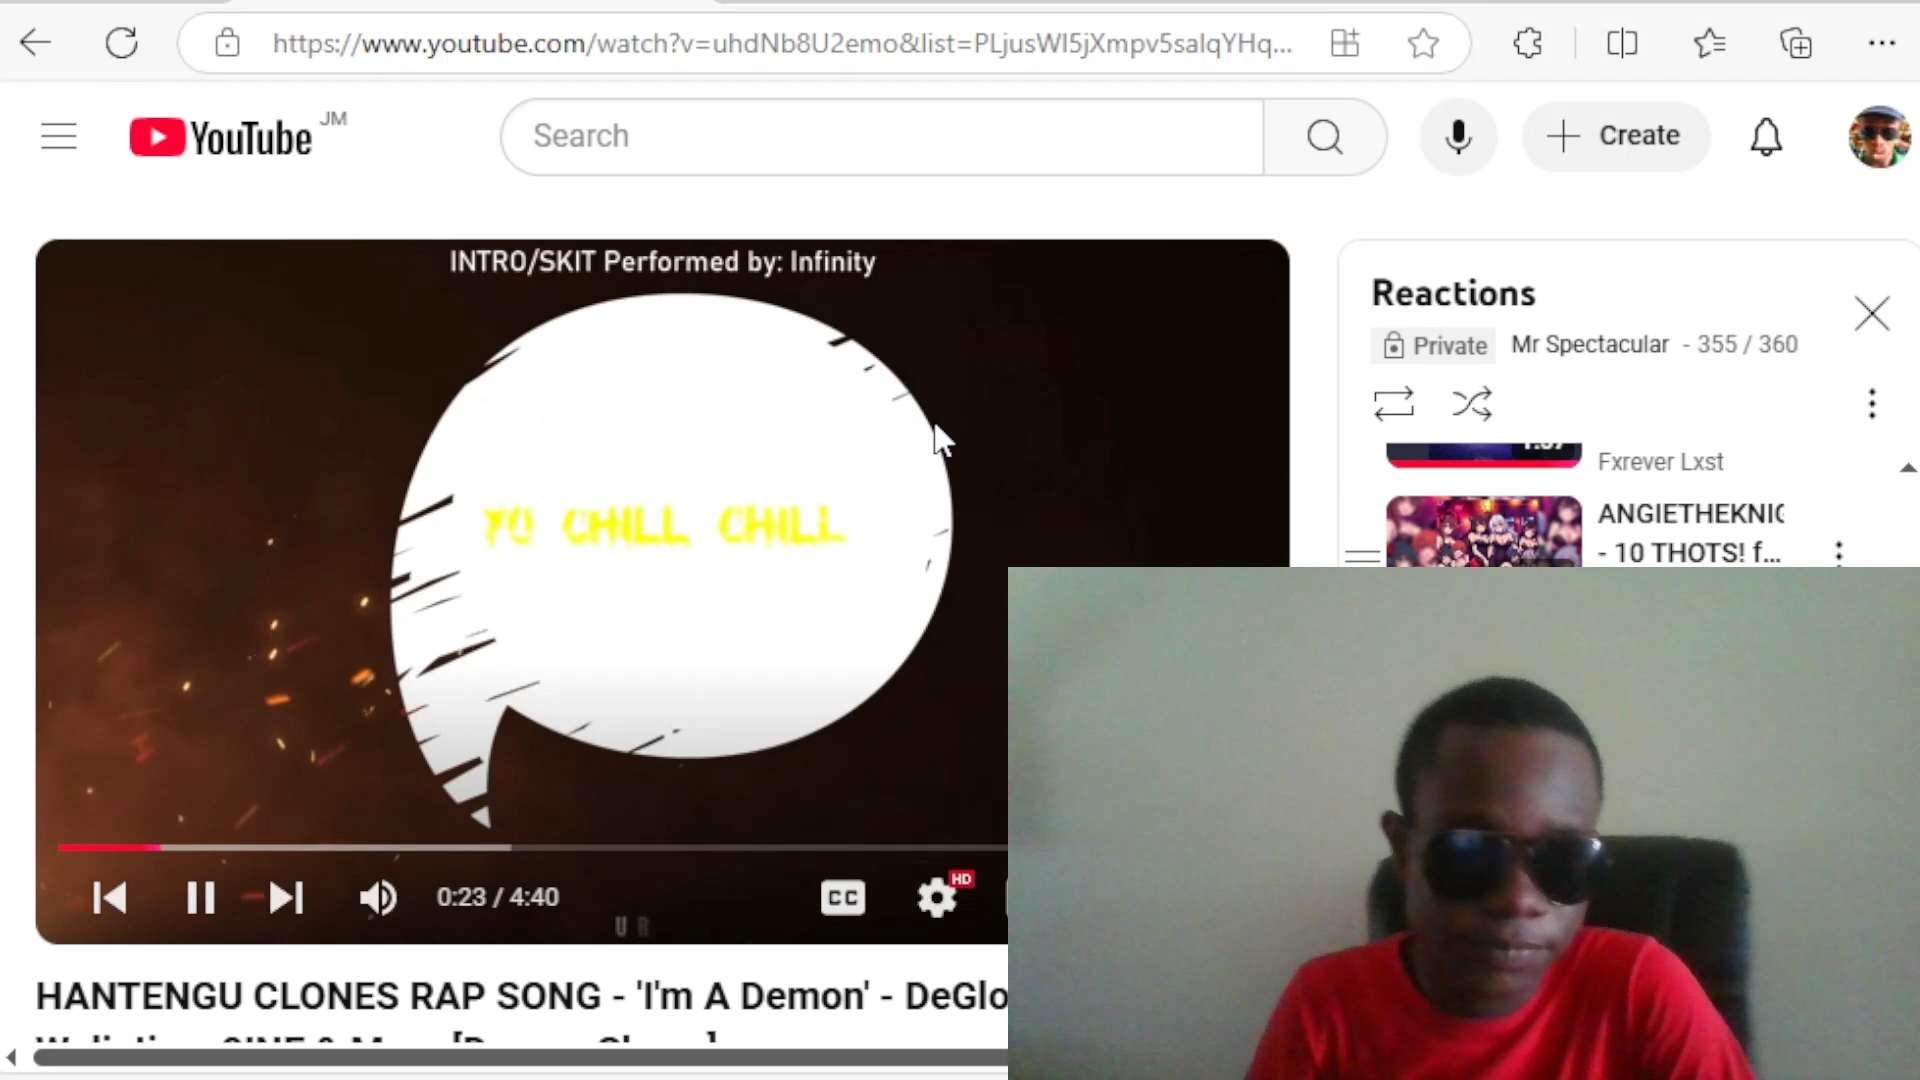 https://www.youtube.com/watch?v=uhdNb8U2emo&list=PLjusWI5jXmpv5salqYHq...
YouTube JM
Search
Create
INTRO/SKIT Performed by: Infinity
YO CHILL CHILL
0:23 / 4:40
CC
HD
U R
HANTENGU CLONES RAP SONG - 'I'm A Demon' - DeGlo
Reactions
Private Mr Spectacular - 355 / 360
Fxrever Lxst
ANGIETHEKNIG
- 10 THOTS! f...